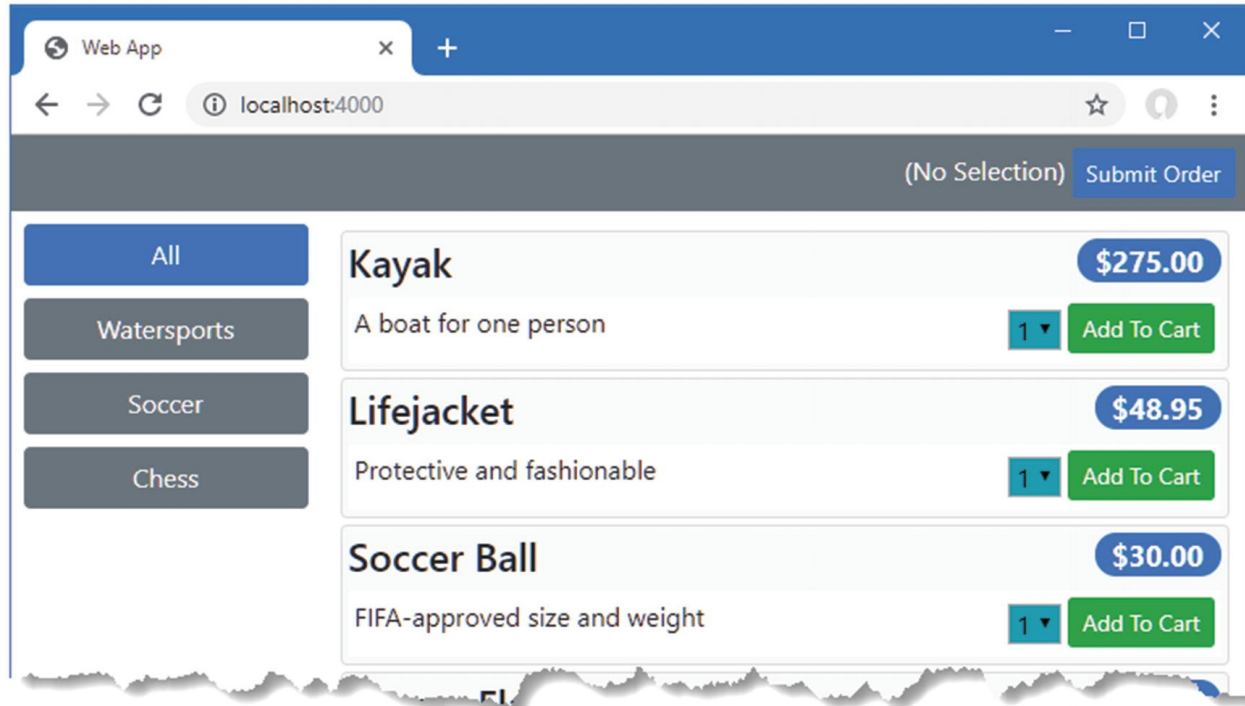 Web App
localhost:4000
(No Selection) Submit Order
All
Watersports
Soccer
Chess
Kayak $275.00
A boat for one person 1 Add To Cart
Lifejacket $48.95
Protective and fashionable 1 Add To Cart
Soccer Ball $30.00
FIFA-approved size and weight 1 Add To Cart